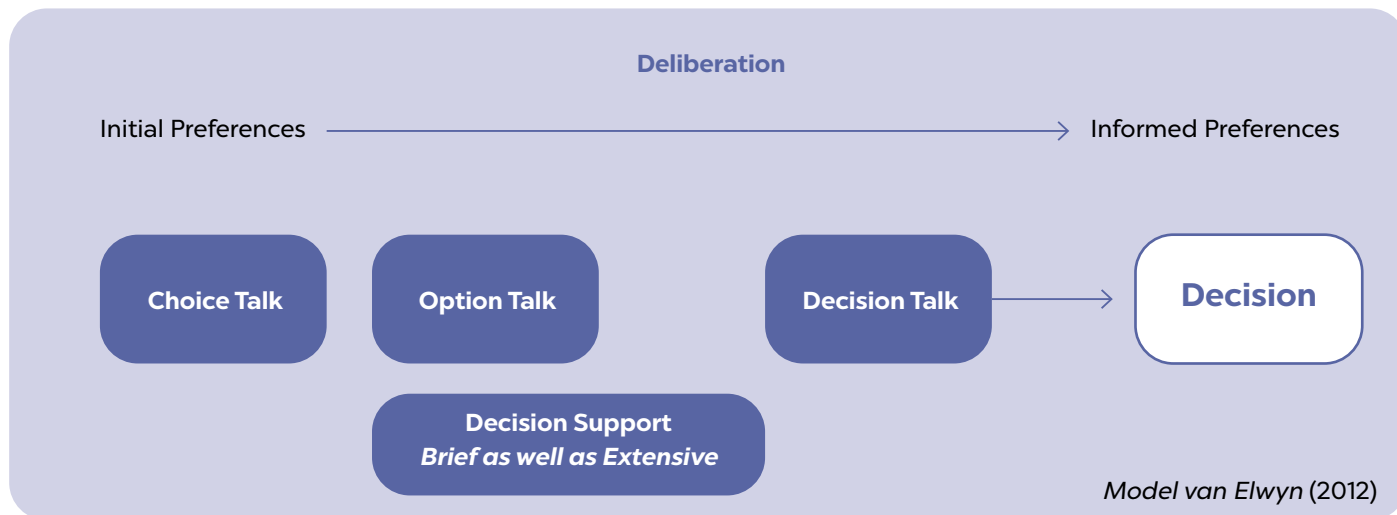 Deliberation
Initial Preferences
Informed Preferences
Choice Talk
Option Talk
Decision Talk
Decision
Decision Support
Brief as well as Extensive
Model van Elwyn (2012)